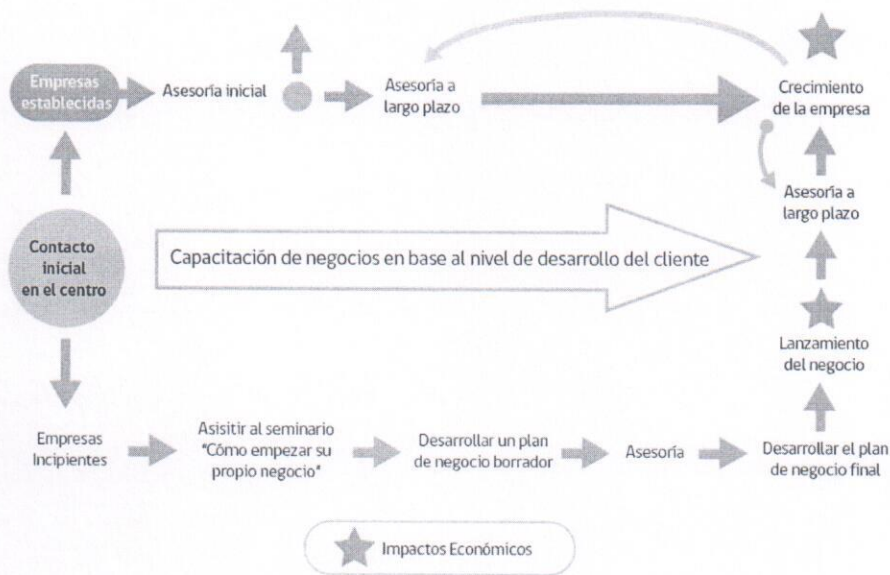 Empresas
establecidas
Asesoría inicial
Asesoría a
largo plazo
Crecimiento
de la empresa
Asesoría a
largo plazo
Contacto
inicial
en el centro
Capacitación de negocios en base al nivel de desarrollo del cliente
Lanzamiento
del negocio
Empresas
Incipientes
Asisitir al seminario
"Cómo empezar su
propio negocio"
Desarrollar un plan
de negocio borrador
Asesoría
Desarrollar el plan
de negocio final
Impactos Económicos